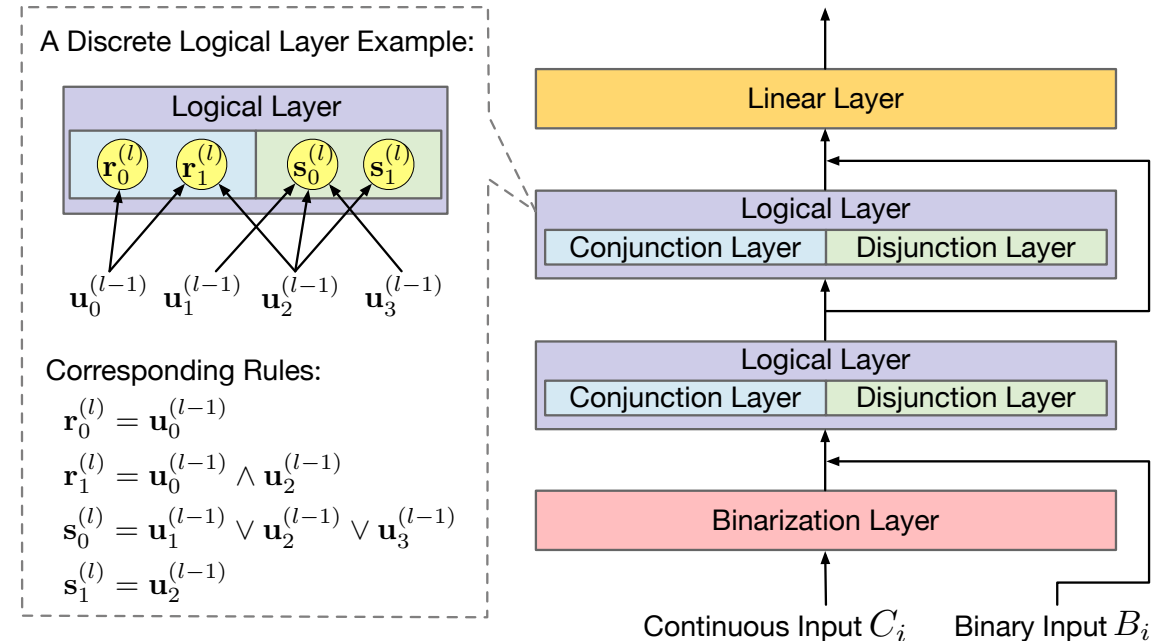 A Discrete Logical Layer Example:
Logical Layer
r_0^{(l)} r_1^{(l)} s_0^{(l)} s_1^{(l)}
u_0^{(l-1)} u_1^{(l-1)} u_2^{(l-1)} u_3^{(l-1)}
Corresponding Rules:
r_0^{(l)} = u_0^{(l-1)}
r_1^{(l)} = u_0^{(l-1)} ∧ u_2^{(l-1)}
s_0^{(l)} = u_1^{(l-1)} ∨ u_2^{(l-1)} ∨ u_3^{(l-1)}
s_1^{(l)} = u_2^{(l-1)}
Linear Layer
Logical Layer
Conjunction Layer Disjunction Layer
Logical Layer
Conjunction Layer Disjunction Layer
Binarization Layer
Continuous Input C_i Binary Input B_i